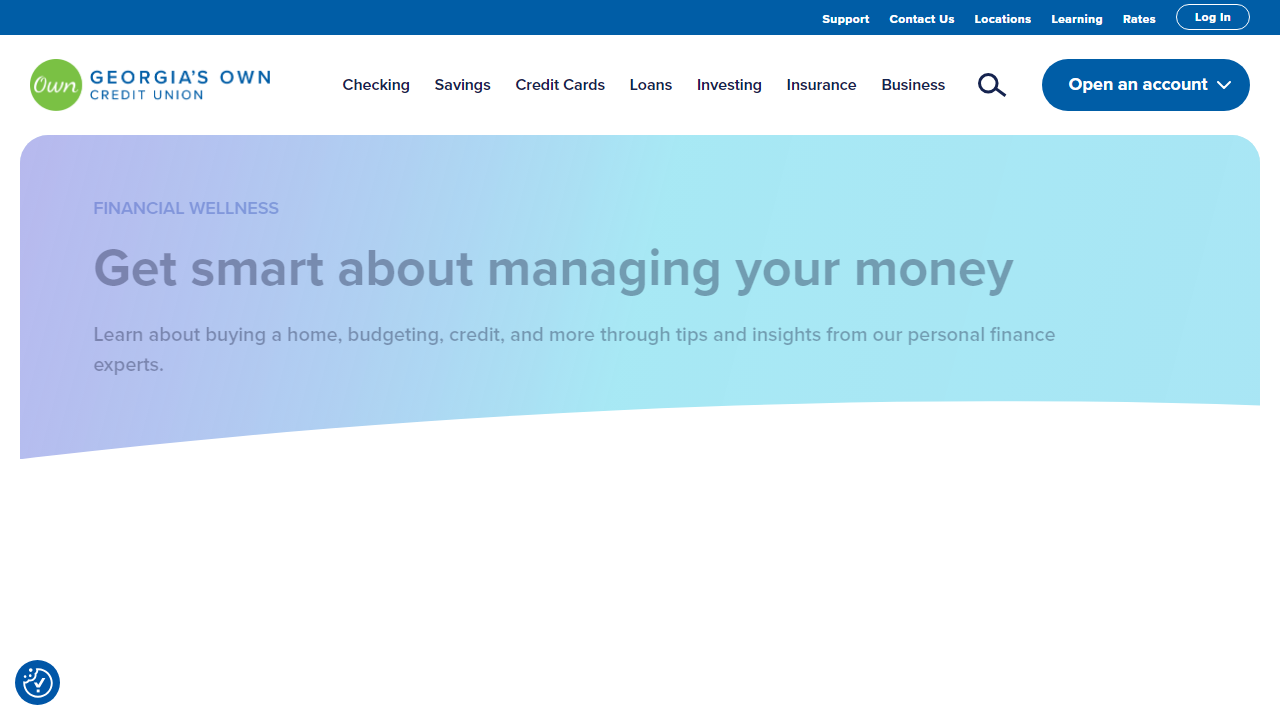 Support Contact Us Locations Learning Rates Log In
Own GEORGIA'S OWN
CREDIT UNION
Checking Savings Credit Cards Loans Investing Insurance Business Open an account
FINANCIAL WELLNESS
Get smart about managing your money
Learn about buying a home, budgeting, credit, and more through tips and insights from our personal finance
experts.